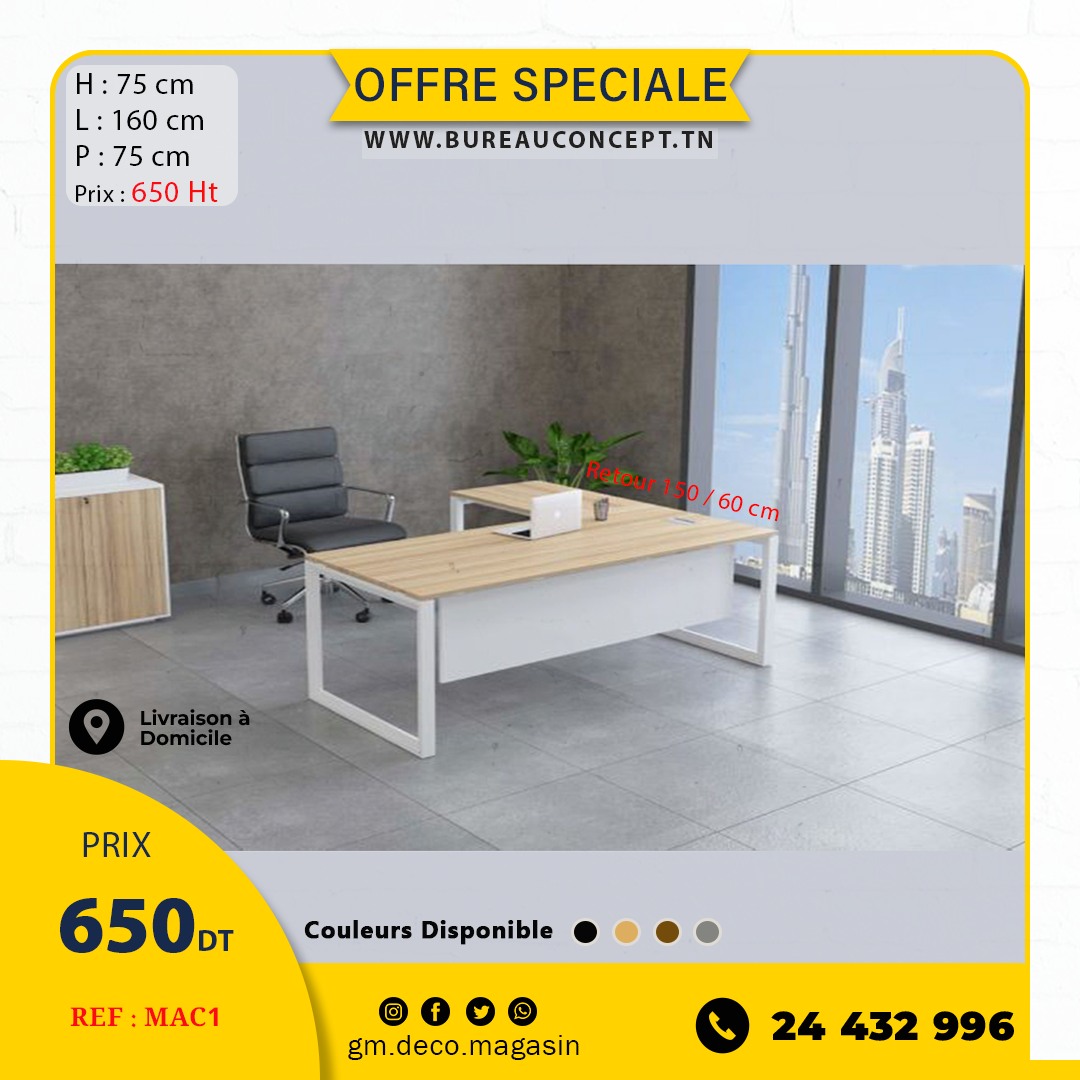 H : 75 cm
L : 160 cm
P : 75 cm
Prix : 650 Ht
OFFRE SPECIALE
WWW.BUREAUCONCEPT.TN
Retour 150 / 60 cm
Livraison à
Domicile
PRIX
650DT
REF : MAC1
Couleurs Disponible
gm.deco.magasin
24 432 996